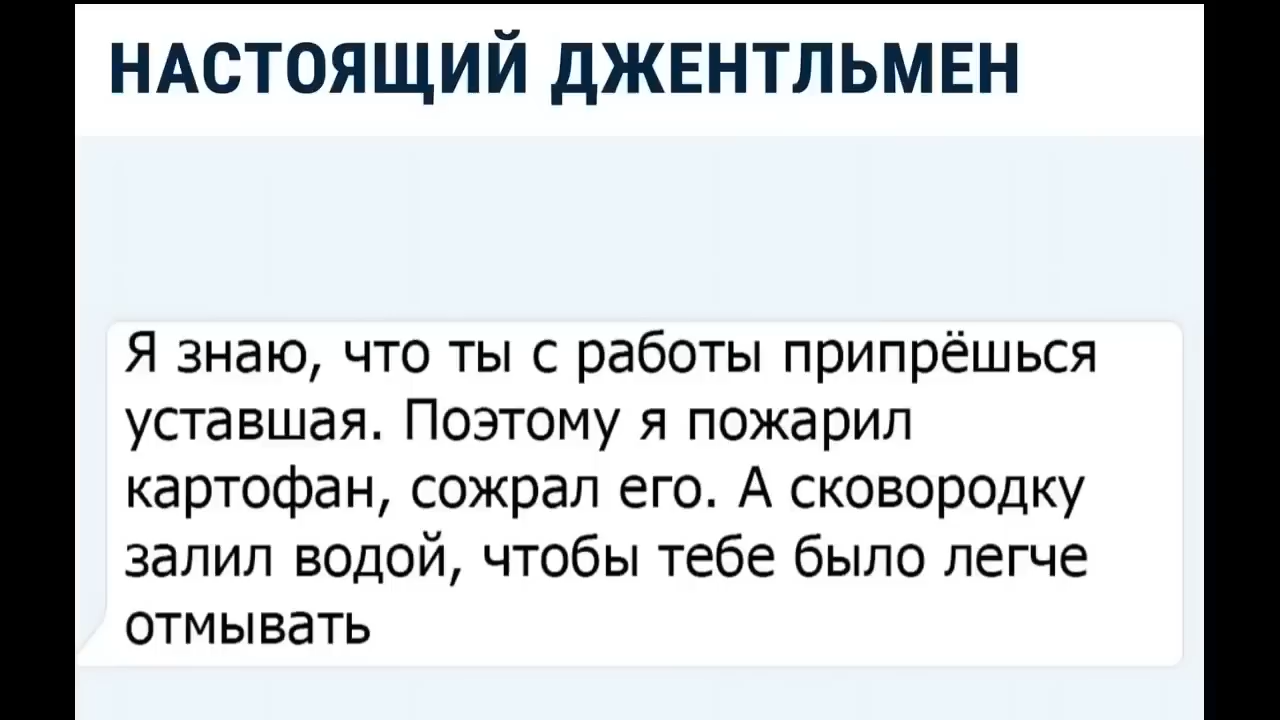 НАСТОЯЩИЙ ДЖЕНТЛЬМЕН
Я знаю, что ты с работы припрёшься
уставшая. Поэтому я пожарил
картофан, сожрал его. А сковородку
залил водой, чтобы тебе было легче
отмывать